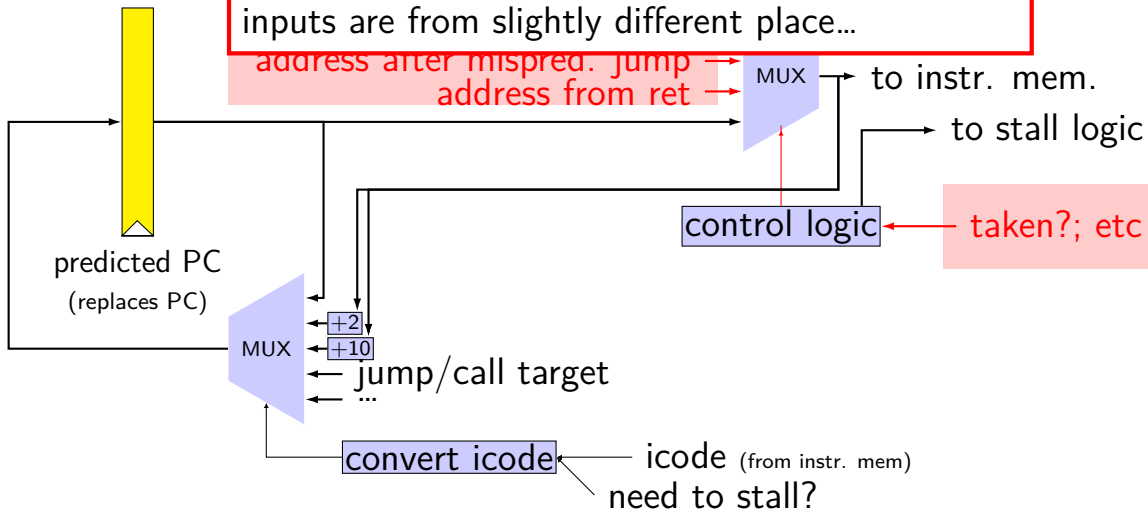 inputs are from slightly different place…
address after mispred. jump
address from ret
MUX
to instr. mem.
to stall logic
control logic
taken?; etc
predicted PC
(replaces PC)
MUX
+2
+10
jump/call target
...
convert icode
icode (from instr. mem)
need to stall?